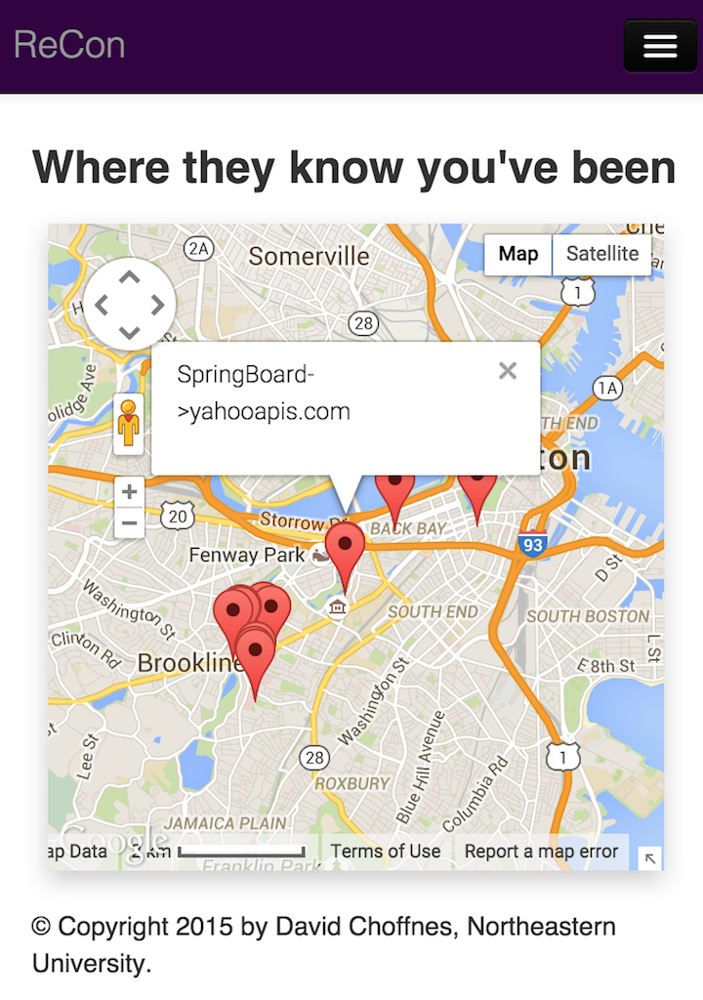 ReCon
Where they know you've been
Map
Satellite
2A
Somerville
28
1
SpringBoard-
>yahooapis.com
×
olidge Ave
1A
TH END
ton
20
Storrow Dr
BACK BAY
93
Fenway Park
D St
Washington St
SOUTH END
SOUTH BOSTON
Clinton Rd
Brookline
L St
E 8th St
Washington St
Lee St
28
1
ROXBURY
Blue Hill Avenue
Columbia Rd
JAMAICA PLAIN
Google
ap Data
2 km
Terms of Use
Report a map error
Franklin Park
© Copyright 2015 by David Choffnes, Northeastern
University.